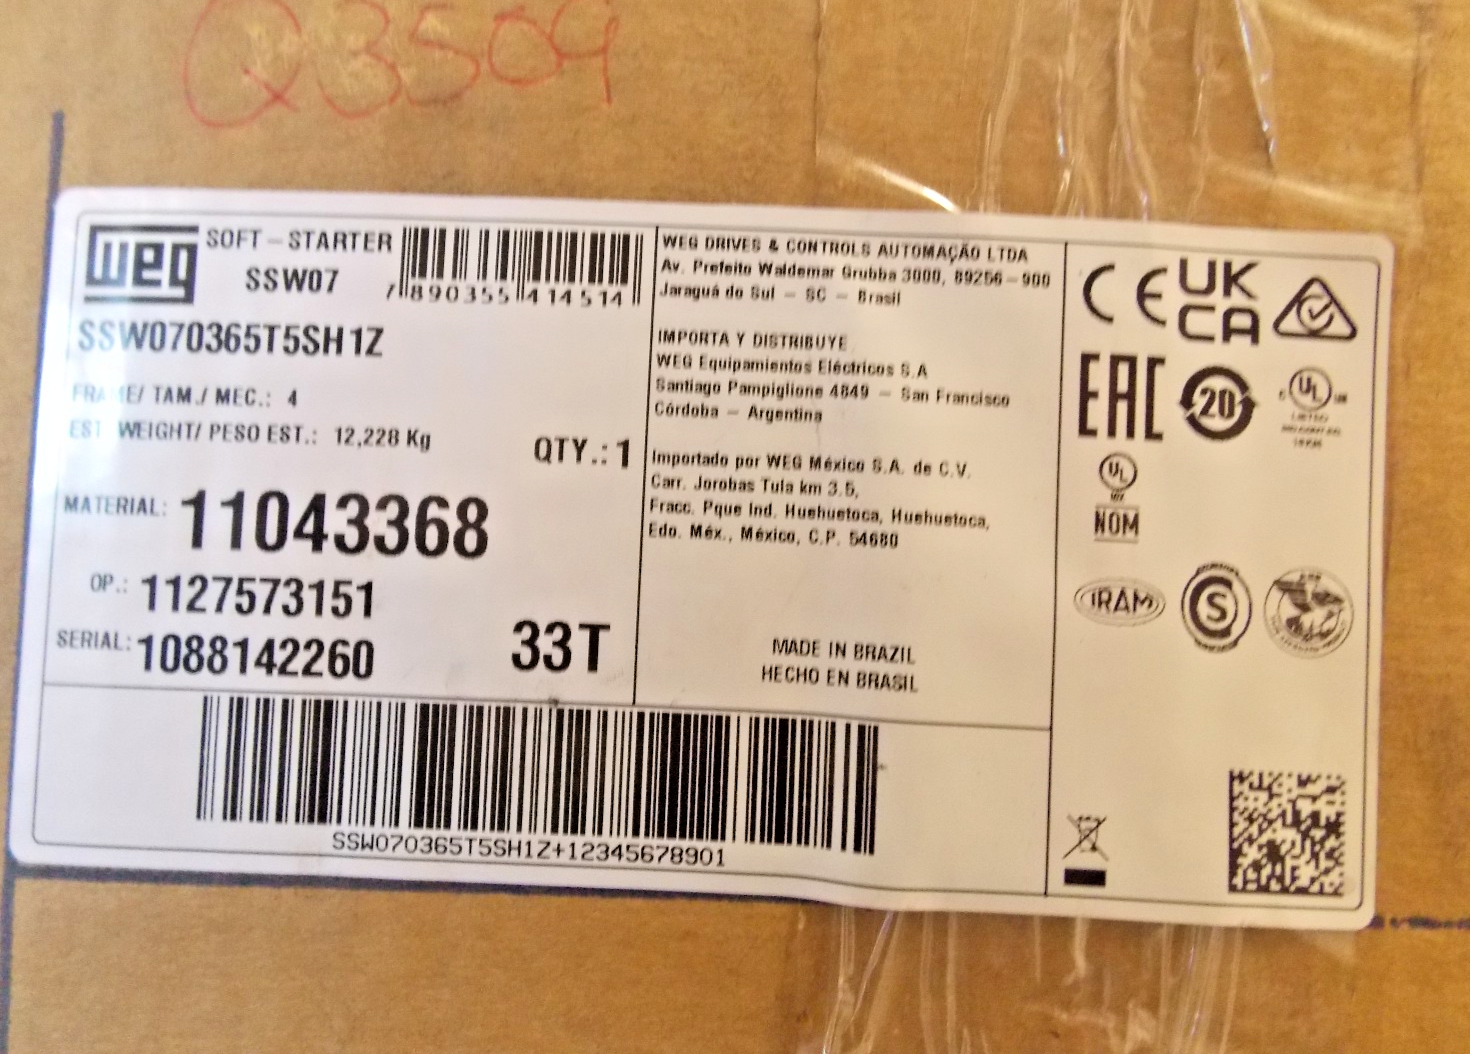 Q3509
WEG
SOFT-STARTER
SSW07
7 890355 414514
SSW070365T5SH1Z
FRAME/ TAM./ MEC.: 4
EST. WEIGHT/ PESO EST.: 12,228 Kg
QTY.: 1
MATERIAL: 11043368
OP.: 1127573151
SERIAL: 1088142260
33T
SSW070365T5SH1Z+12345678901
WEG DRIVES & CONTROLS AUTOMAÇÃO LTDA
Av. Prefeito Waldemar Grubba 3000, 89256-900
Jaraguá do Sul - SC - Brasil
IMPORTA Y DISTRIBUYE
WEG Equipamientos Eléctricos S.A
Santiago Pampiglione 4849 - San Francisco
Córdoba - Argentina
Importado por WEG México S.A. de C.V.
Carr. Jorobas Tula km 3.5,
Fracc. Pque Ind. Huehuetoca, Huehuetoca,
Edo. Méx., México, C.P. 54680
MADE IN BRAZIL
HECHO EN BRASIL
CE
UK
CA
EAC
20
UL
UL
NOM
IRAM
S